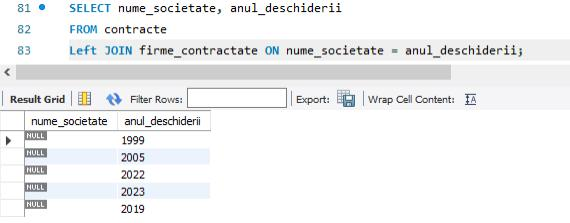 81 SELECT nume_societate, anul_deschiderii
82 FROM contracte
83 Left JOIN firme_contractate ON nume_societate = anul_deschiderii;
Result Grid Filter Rows: Export: Wrap Cell Content: IA
nume_societate anul_deschiderii
NULL 1999
NULL 2005
NULL 2022
NULL 2023
NULL 2019